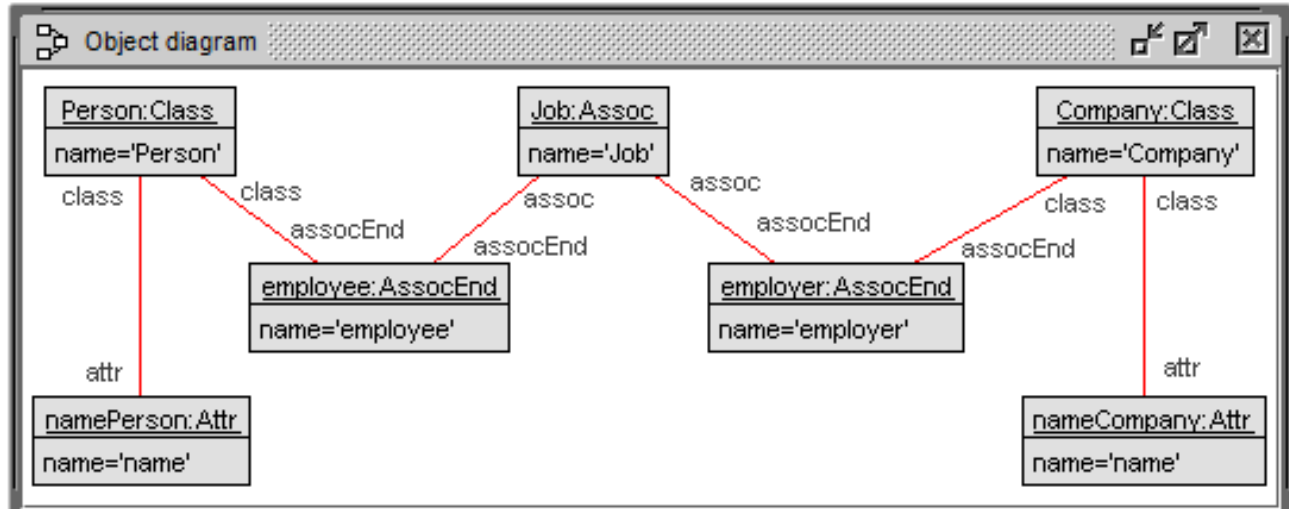 Object diagram
Person:Class
name='Person'
Job:Assoc
name='Job'
Company:Class
name='Company'
class
class
assocEnd
assoc
assocEnd
assoc
assocEnd
class
assocEnd
class
employee:AssocEnd
name='employee'
employer:AssocEnd
name='employer'
attr
attr
namePerson:Attr
name='name'
nameCompany:Attr
name='name'